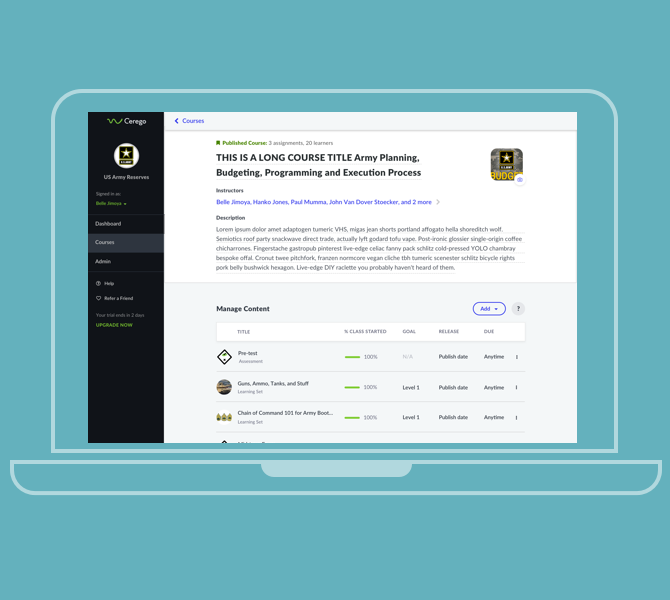 Cerego
US Army Reserves
Signed in as:
Belle Jimoya
Dashboard
Courses
Admin
Help
Refer a Friend
Your trial ends in 2 days
UPGRADE NOW
Courses
Published Course: 3 assignments, 20 learners
THIS IS A LONG COURSE TITLE Army Planning,
Budgeting, Programming and Execution Process
Instructors
Belle Jimoya, Hanko Jones, Paul Mumma, John Van Dover Stoecker, and 2 more
Description
Lorem ipsum dolor amet adaptogen tumeric VHS, migas jean shorts portland affogato hella shoreditch wolf.
Semiotics roof party snackwave direct trade, actually lyft godard tofu vape. Post-ironic glossier single-origin coffee
chicharrones. Fingerstache gastropub pinterest live-edge celiac fanny pack schlitz cold-pressed YOLO chambray
bespoke offal. Cronut twee pitchfork, franzen normcore vegan cliche tbh tumeric scenester schlitz bicycle rights
pork belly bushwick hexagon. Live-edge DIY raclette you probably haven't heard of them.
Manage Content
Add
?
TITLE % CLASS STARTED GOAL RELEASE DUE
Pre-test 100% N/A Publish date Anytime
Assessment
Guns, Ammo, Tanks, and Stuff 100% Level 1 Publish date Anytime
Learning Set
Chain of Command 101 for Army Boot... 100% Level 1 Publish date Anytime
Learning Set